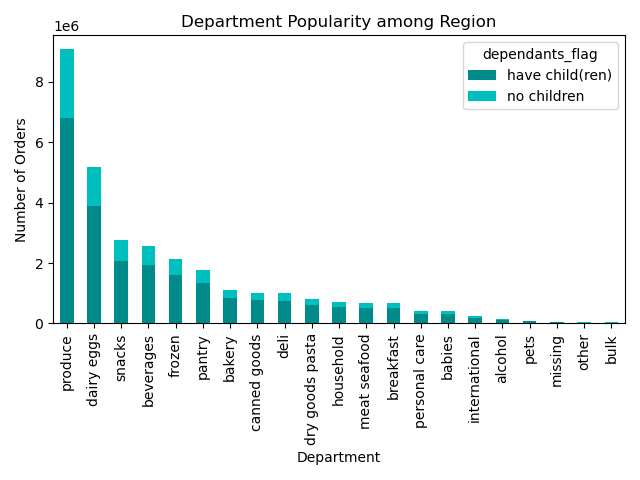 Department Popularity among Region
1e6
dependants_flag
have child(ren)
no children
Number of Orders
8
6
4
2
0
produce
dairy eggs
snacks
beverages
frozen
pantry
bakery
canned goods
deli
dry goods pasta
household
meat seafood
breakfast
personal care
babies
international
alcohol
pets
missing
other
bulk
Department